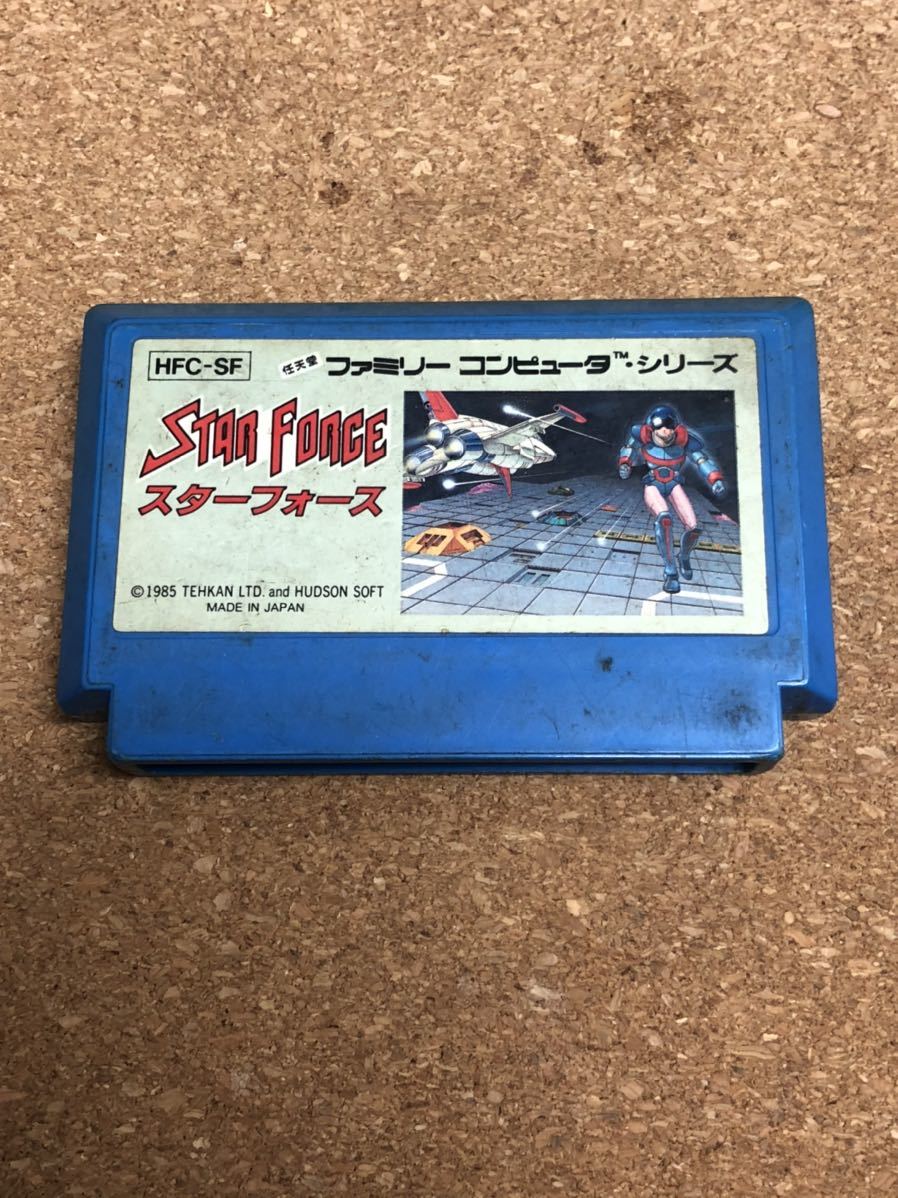 HFC-SF
任天堂 ファミリー コンピュータ™・シリーズ
STAR FORCE
スターフォース
©1985 TEHKAN LTD. and HUDSON SOFT
MADE IN JAPAN